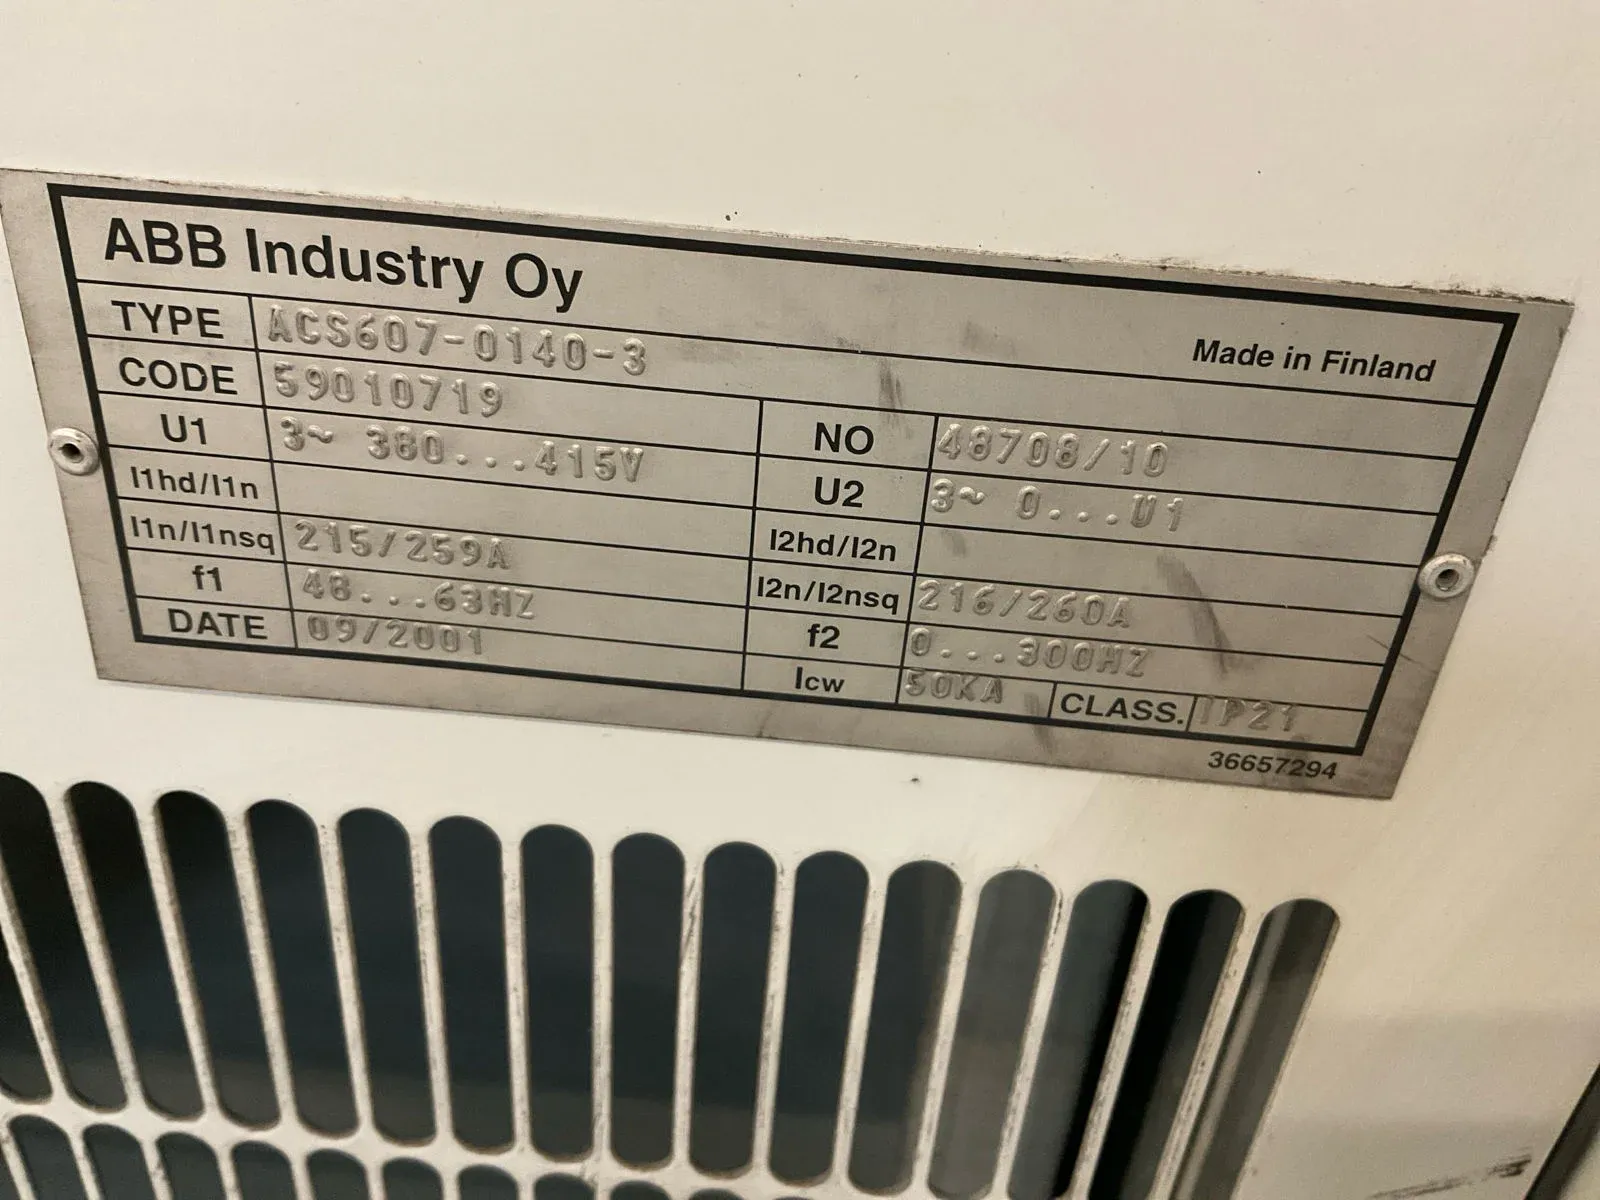 ABB Industry Oy
Made in Finland
TYPE ACS607-0140-3
CODE 59010719
U1 3~ 380...415V NO 48708/10
I1hd/I1n U2 3~ 0...U1
I1n/I1nsq 215/259A I2hd/I2n
f1 48...63HZ I2n/I2nsq 216/260A
DATE 09/2001 f2 0...300HZ
Icw 50KA CLASS. IP21
36657294